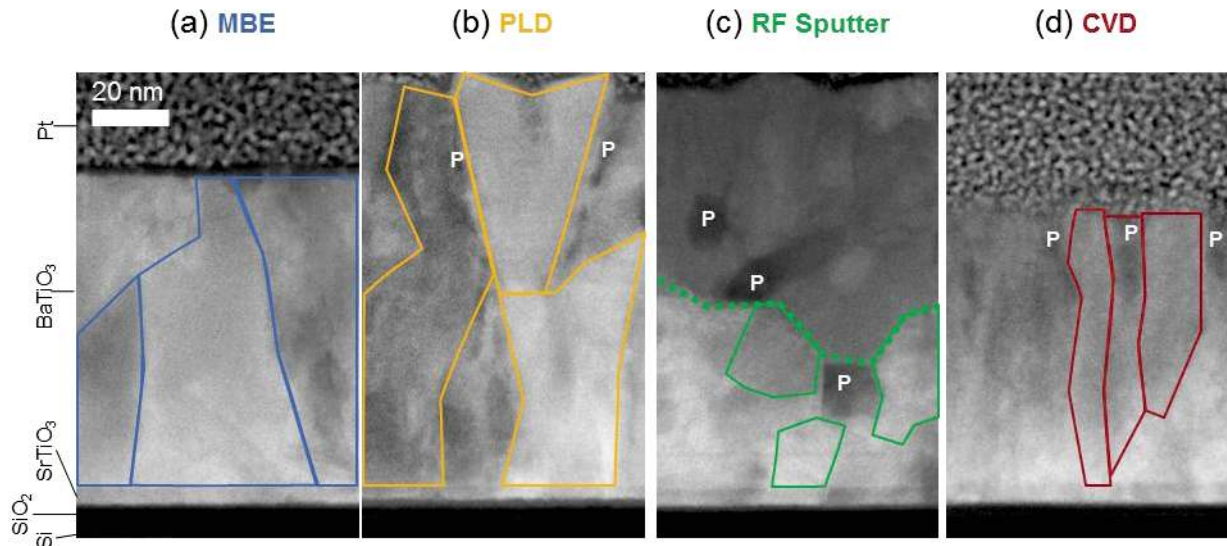 (a) MBE
(b) PLD
(c) RF Sputter
(d) CVD
20 nm
Pt
BaTiO₃
SrTiO₃
SiO₂
Si
P
P
P
P
P
P
P
P